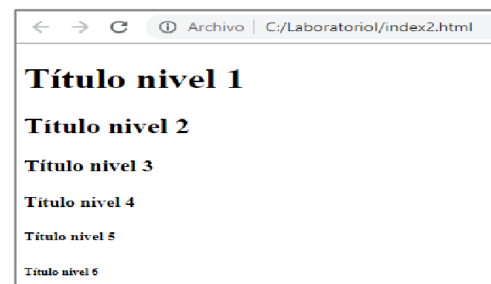 Archivo | C:/Laboratoriol/index2.html
Título nivel 1
Título nivel 2
Título nivel 3
Título nivel 4
Título nivel 5
Título nivel 6